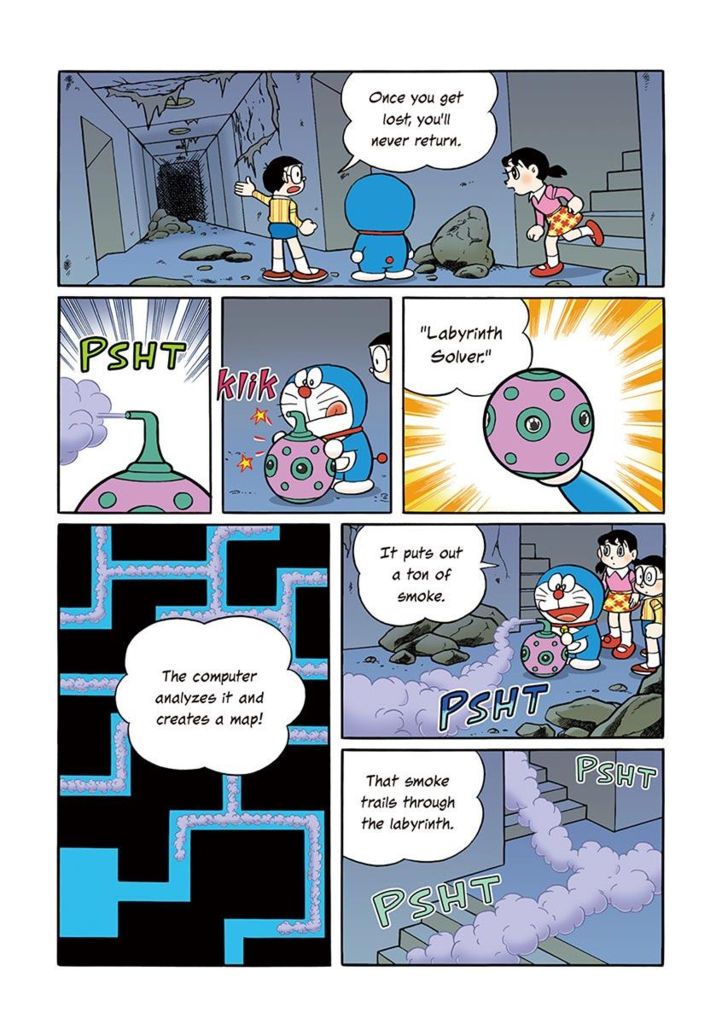 Once you get
lost, you'll
never return.
"Labyrinth
Solver."
klik
PSHT
It puts out
a ton of
smoke.
PSHT
That smoke
trails through
the labyrinth.
PSHT
PSHT
The computer
analyzes it and
creates a map!